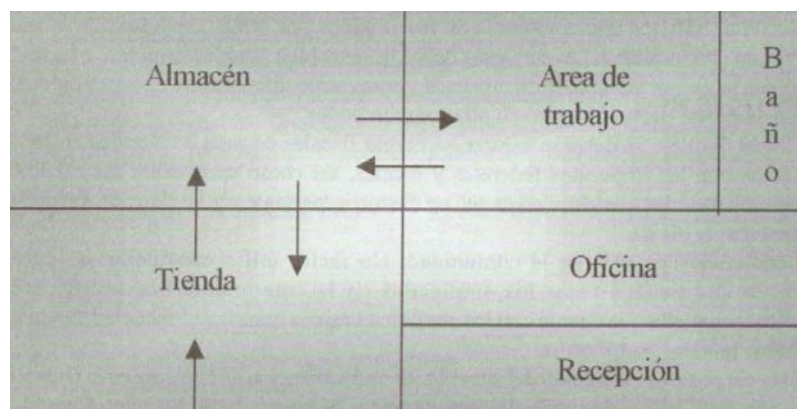 Almacén
Area de
trabajo
B
a
ñ
o
Tienda
Oficina
Recepción